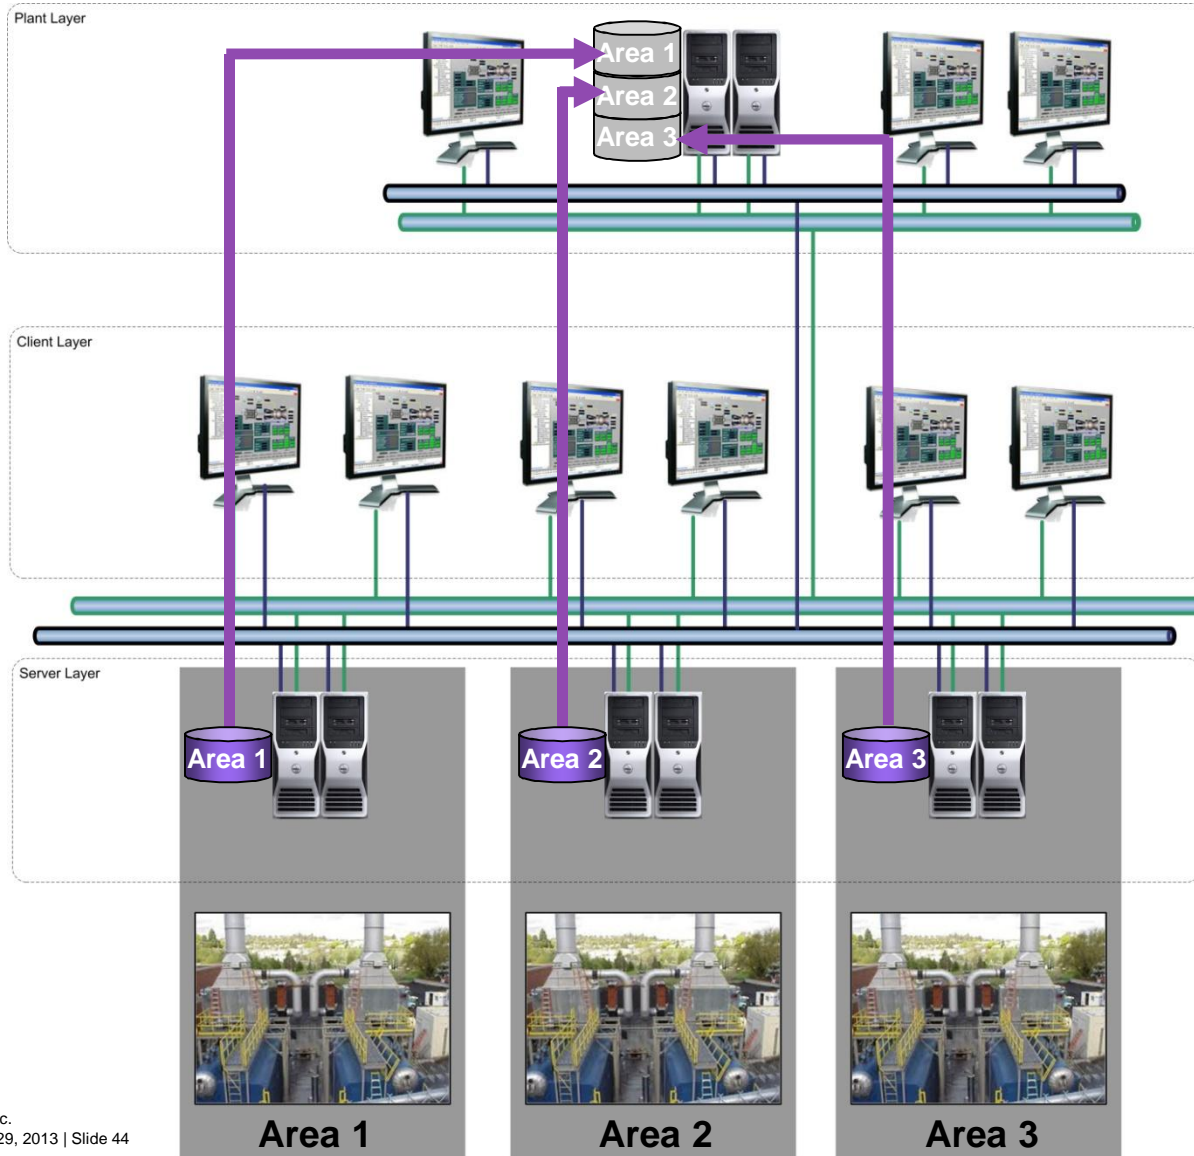 Plant Layer
Area 1
Area 2
Area 3
Client Layer
Server Layer
Area 1
Area 2
Area 3
c.
29, 2013 | Slide 44
Area 1
Area 2
Area 3